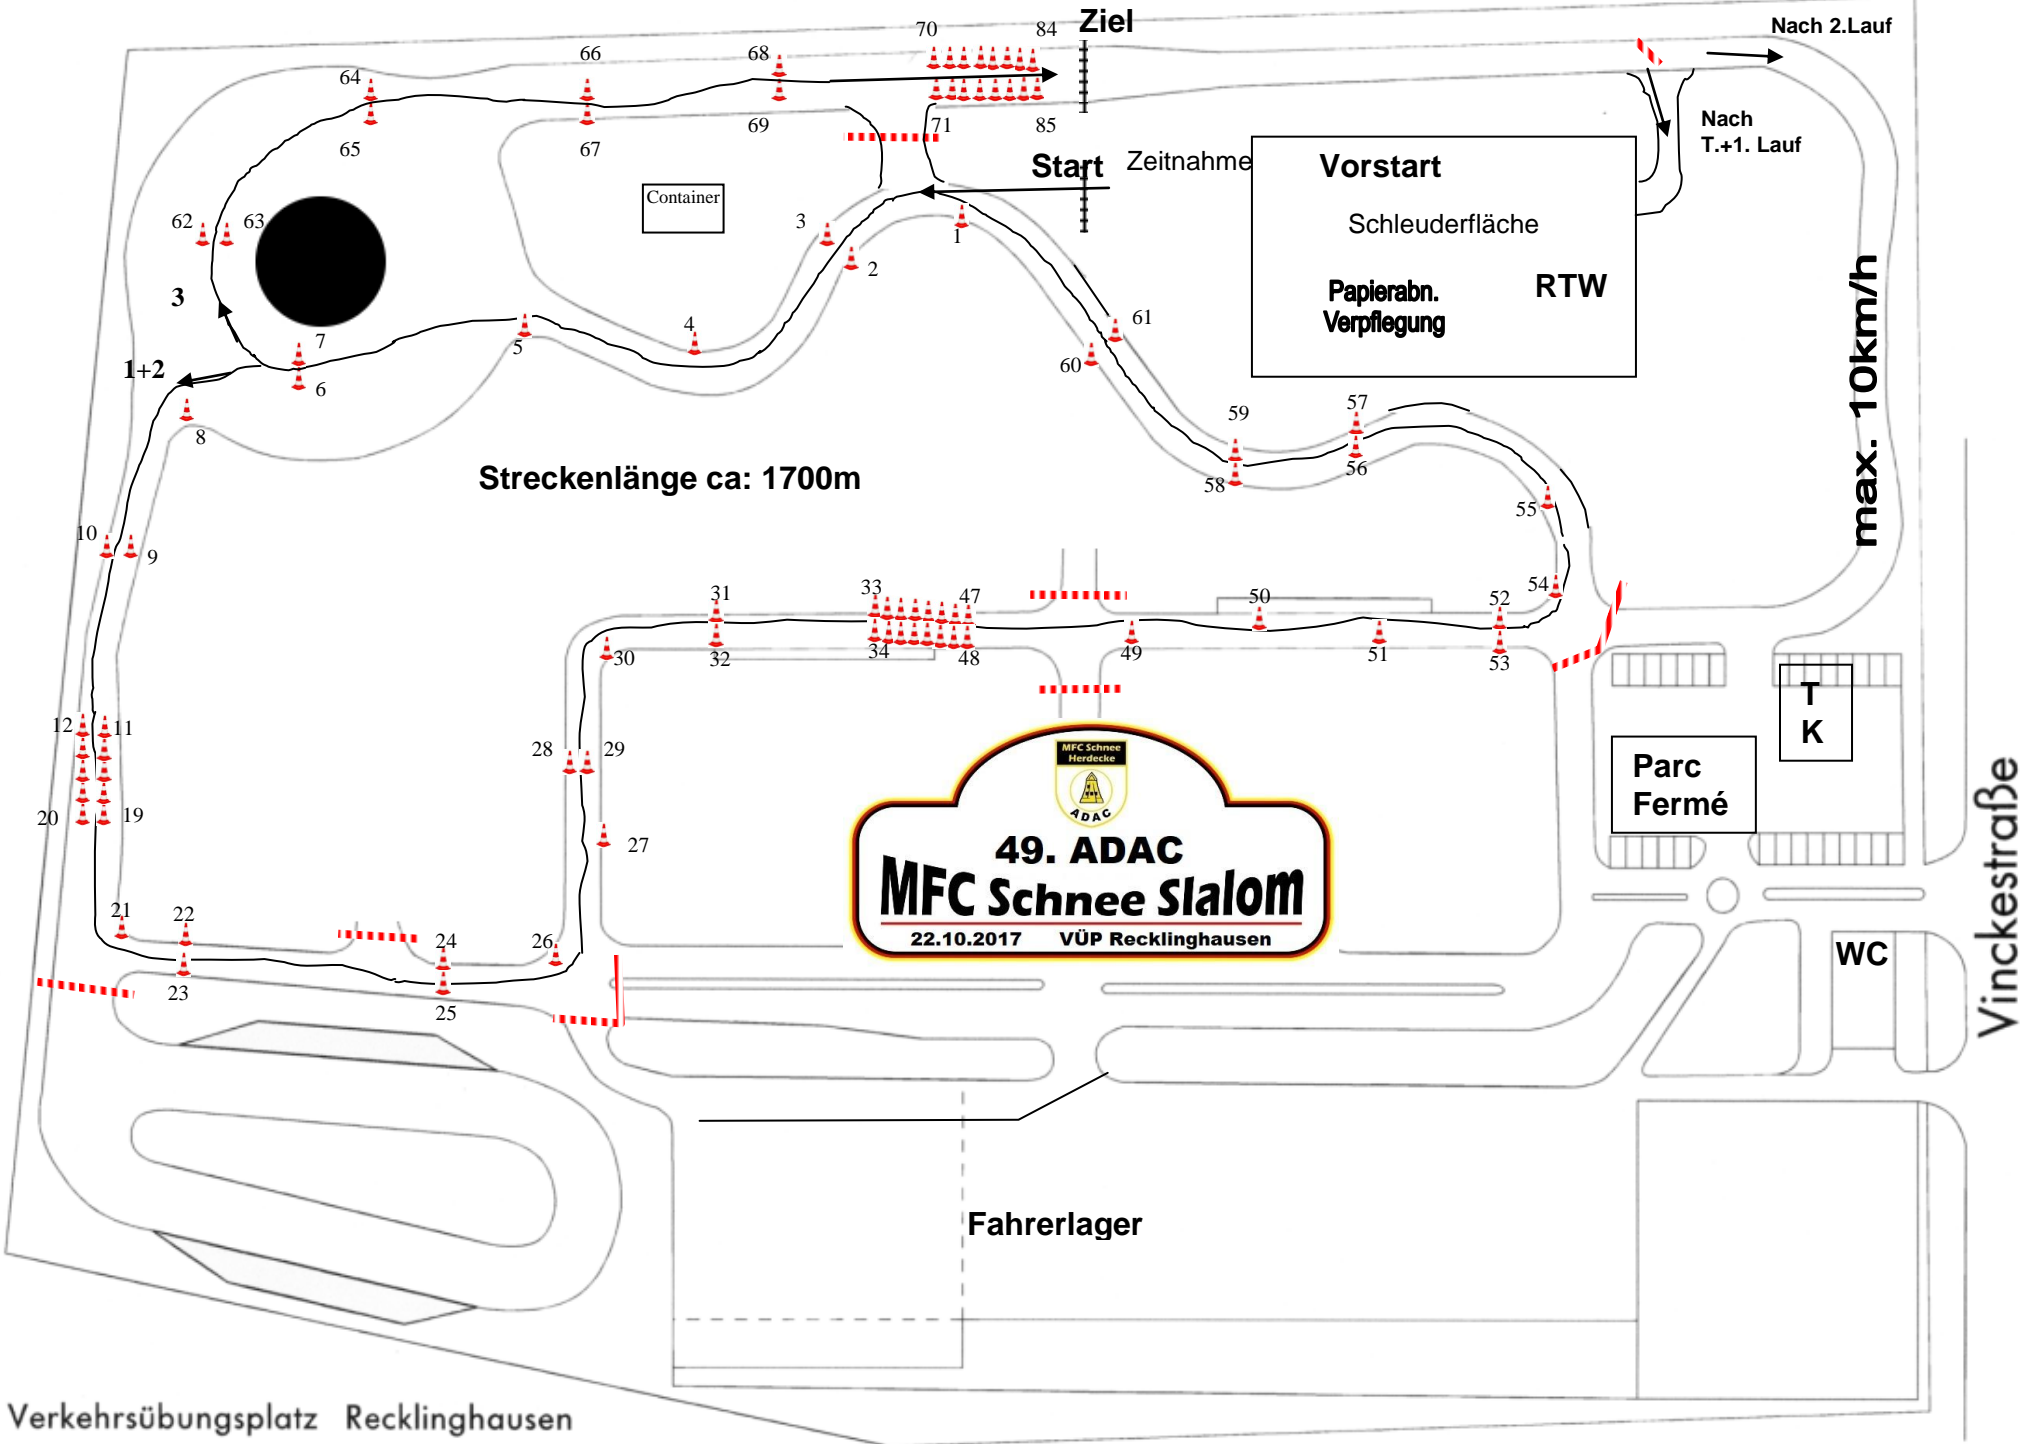 70
84
Ziel
Nach 2.Lauf
66
68
64
65
67
69
71
85
Nach
T.+1. Lauf
Start
Zeitnahme
Vorstart
Schleuderfläche
RTW
Papierabn.
Verpflegung
Container
62
63
3
1
2
3
1+2
7
6
5
4
61
60
max. 10km/h
8
59
57
58
56
55
Streckenlänge ca: 1700m
10
9
54
31
33
47
50
52
30
32
34
48
49
51
53
12
11
20
19
28
29
27
T
K
Parc
Fermé
MFC Schnee
Herdecke
ADAC
49. ADAC
MFC Schnee Slalom
22.10.2017 VÜP Recklinghausen
Vinckestraße
21
22
24
26
23
25
WC
Fahrerlager
Verkehrsübungsplatz Recklinghausen